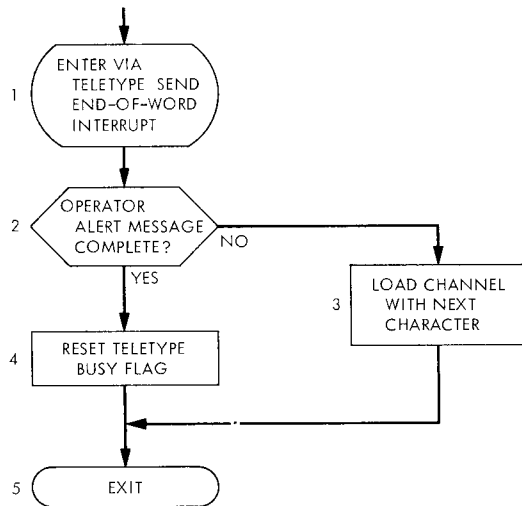 1
ENTER VIA
TELETYPE SEND
END-OF-WORD
INTERRUPT
2
OPERATOR
ALERT MESSAGE
COMPLETE?
NO
YES
3
LOAD CHANNEL
WITH NEXT
CHARACTER
4
RESET TELETYPE
BUSY FLAG
5
EXIT